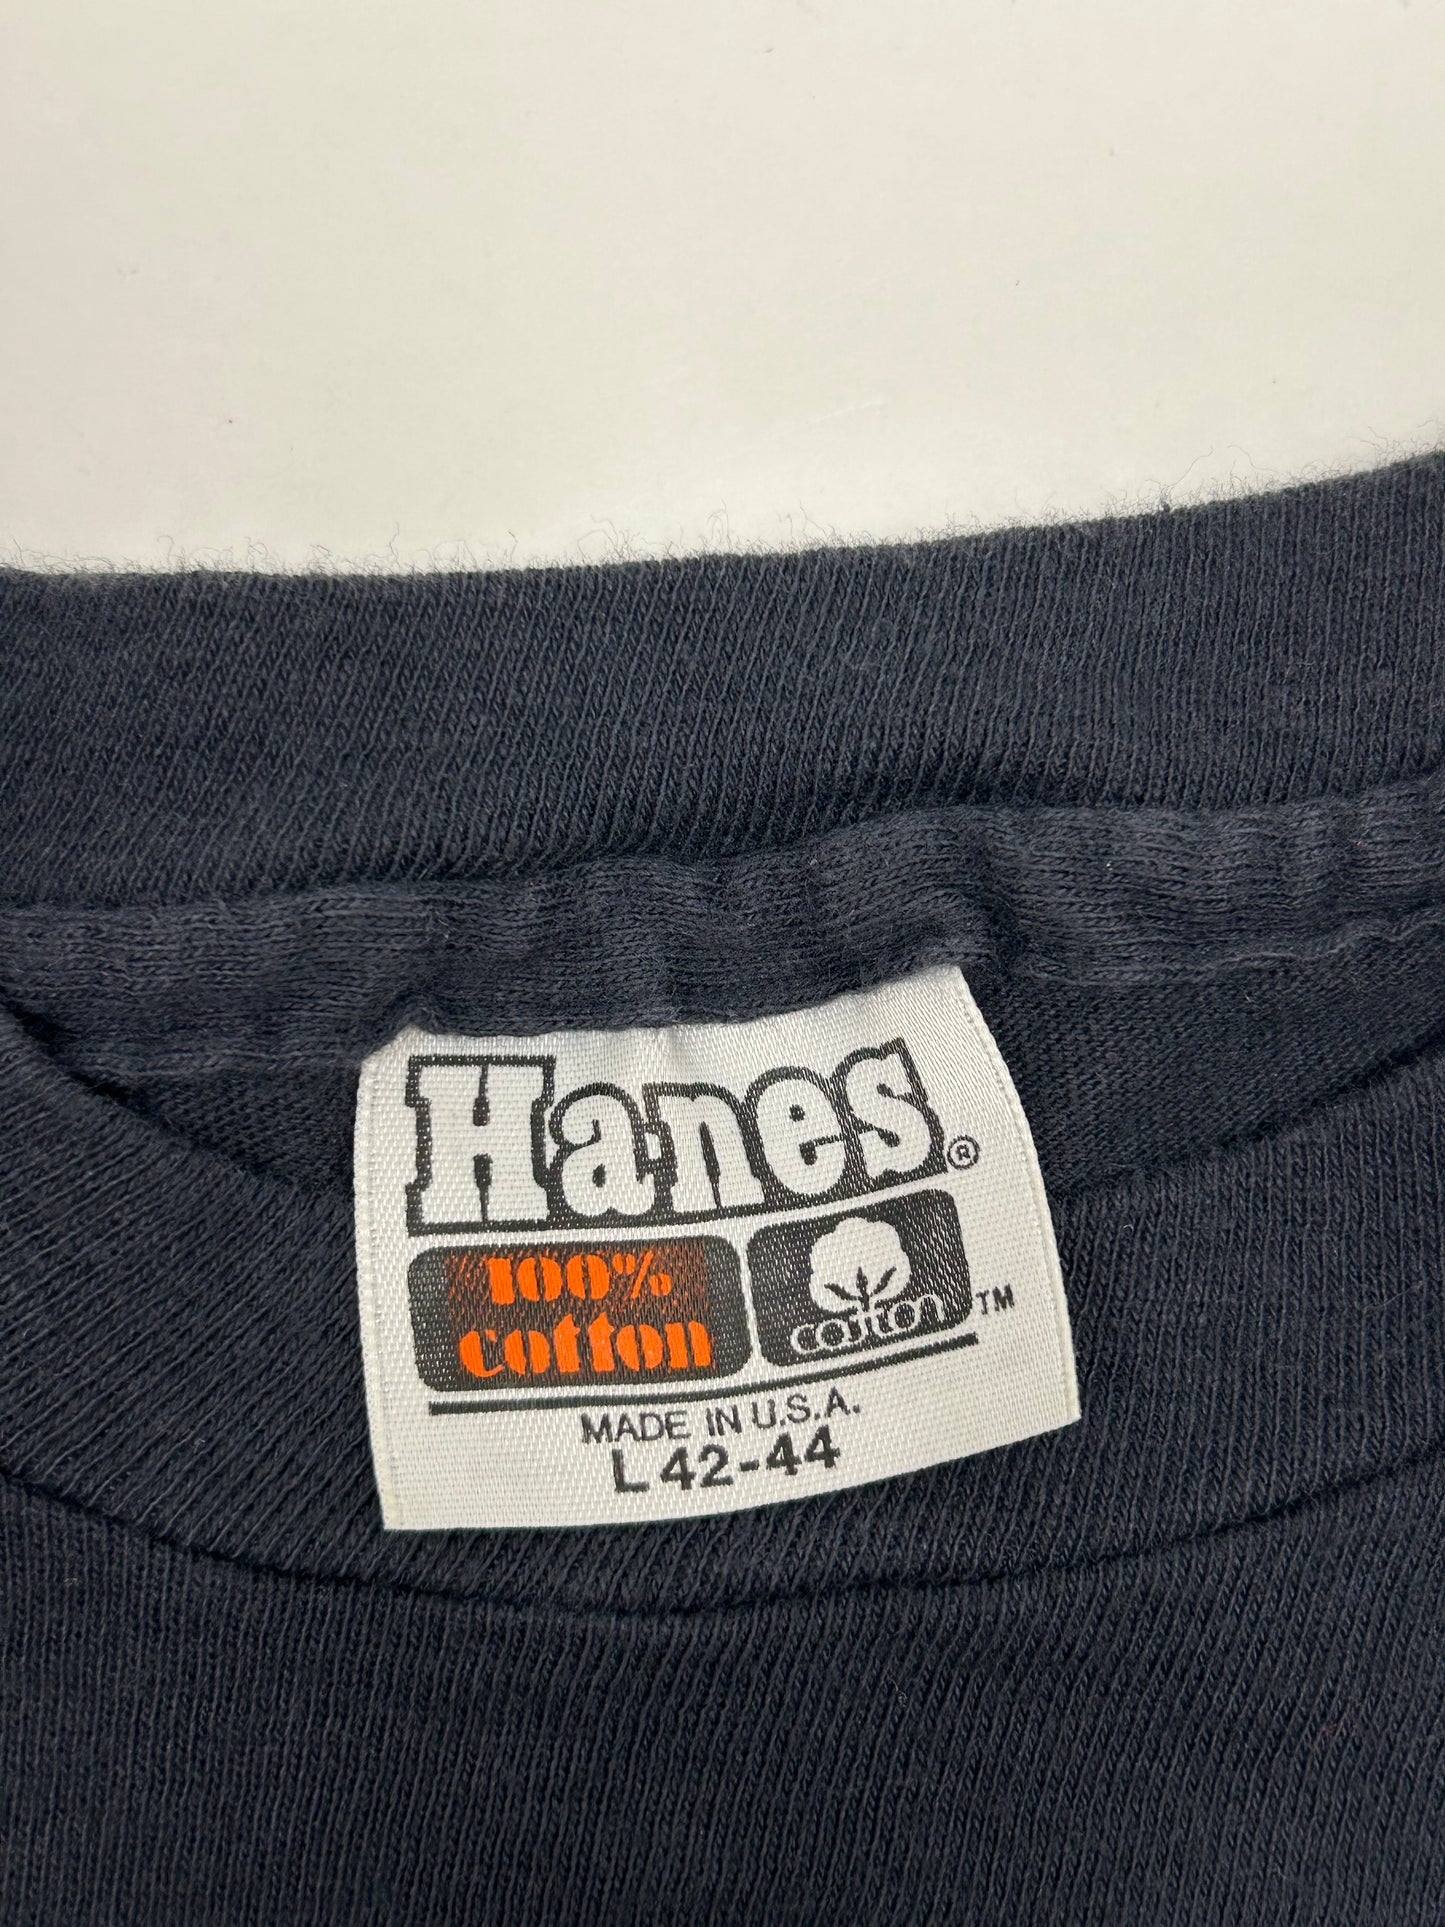 Hanes®
100%
cotton
cotton TM
MADE IN U.S.A.
L 42-44